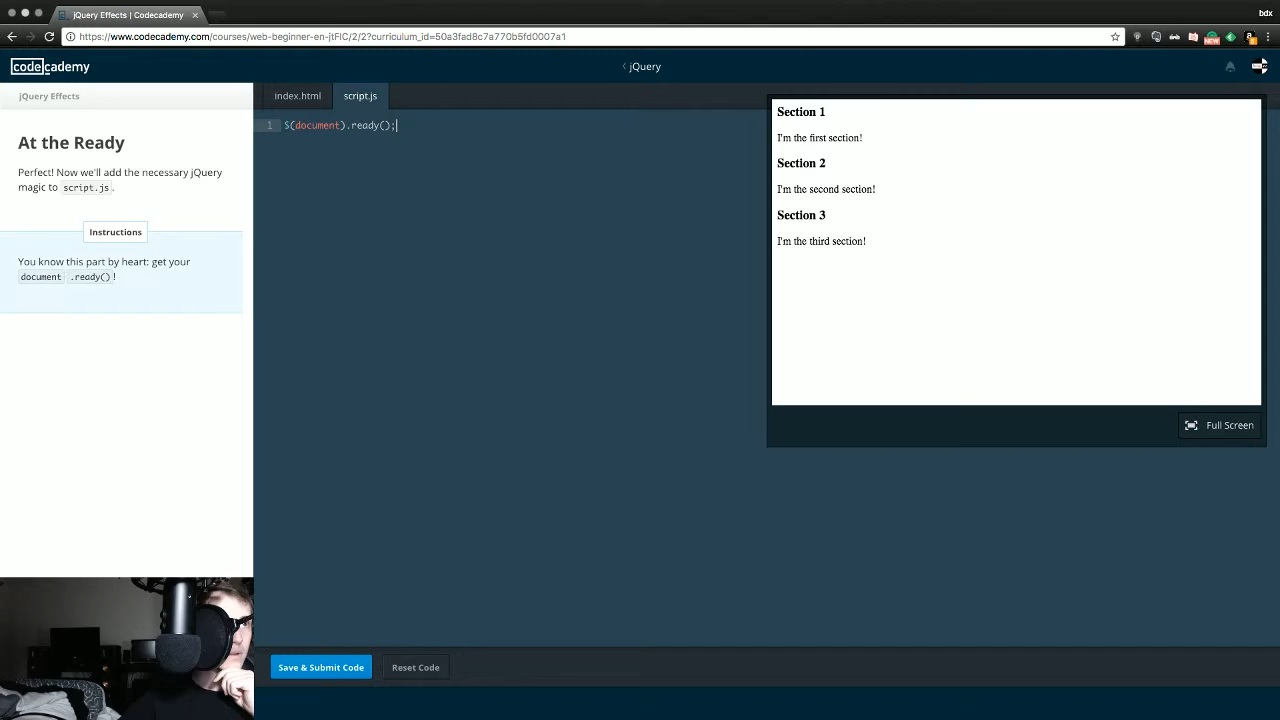 jQuery Effects | Codecademy
bdx
https://www.codecademy.com/courses/web-beginner-en-jtFIC/2/2?curriculum_id=50a3fad8c7a770b5fd0007a1
NEW
codecademy
jQuery
jQuery Effects
index.html
script.js
At the Ready
Perfect! Now we'll add the necessary jQuery
magic to script.js.
Instructions
You know this part by heart: get your
document .ready()!
1 $(document).ready();
Section 1
I'm the first section!
Section 2
I'm the second section!
Section 3
I'm the third section!
Full Screen
Save & Submit Code
Reset Code